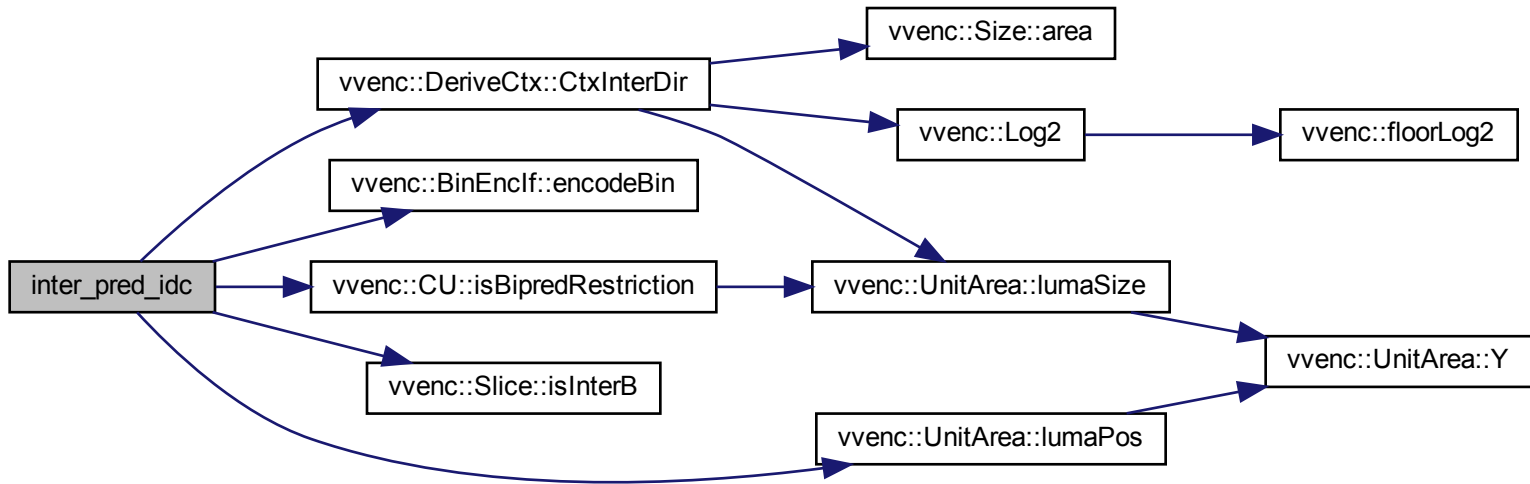 inter_pred_idc
vvenc::DeriveCtx::CtxInterDir
vvenc::BinEncIf::encodeBin
vvenc::CU::isBipredRestriction
vvenc::Slice::isInterB
vvenc::Size::area
vvenc::Log2
vvenc::UnitArea::lumaSize
vvenc::UnitArea::lumaPos
vvenc::floorLog2
vvenc::UnitArea::Y